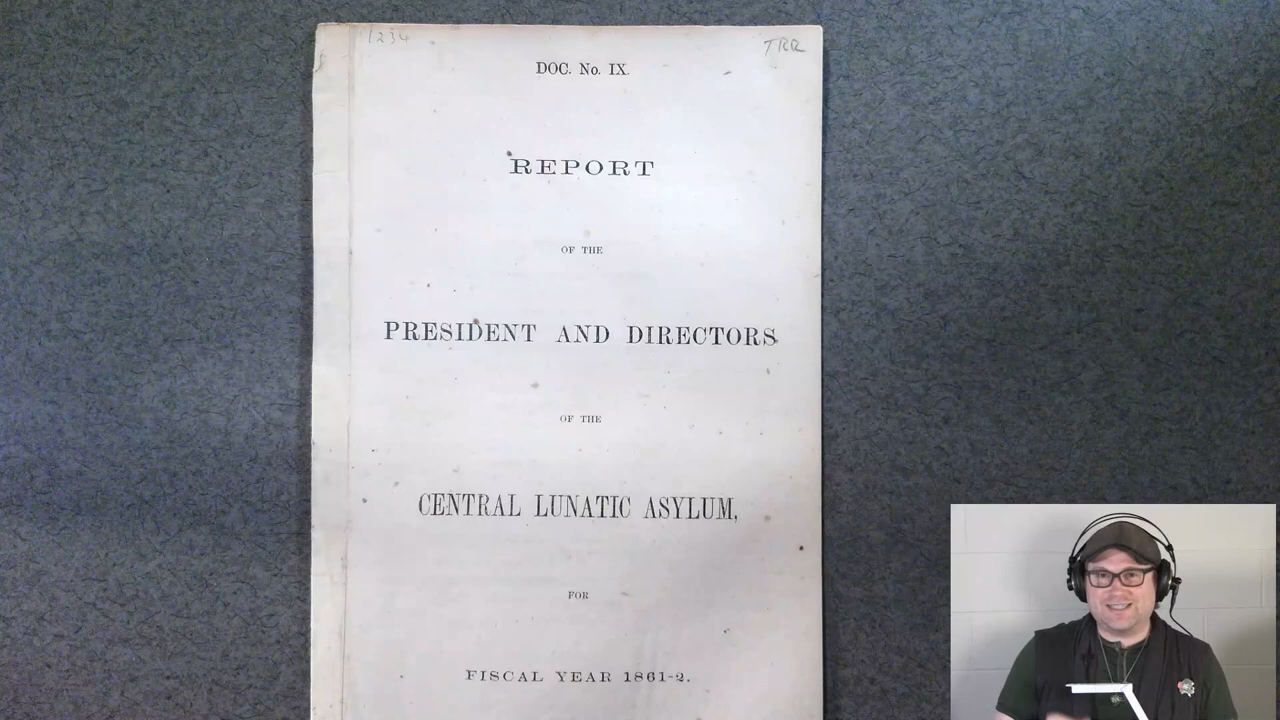 1234 TRR
DOC. No. IX.
REPORT
OF THE
PRESIDENT AND DIRECTORS
OF THE
CENTRAL LUNATIC ASYLUM,
FOR
FISCAL YEAR 1861-2.